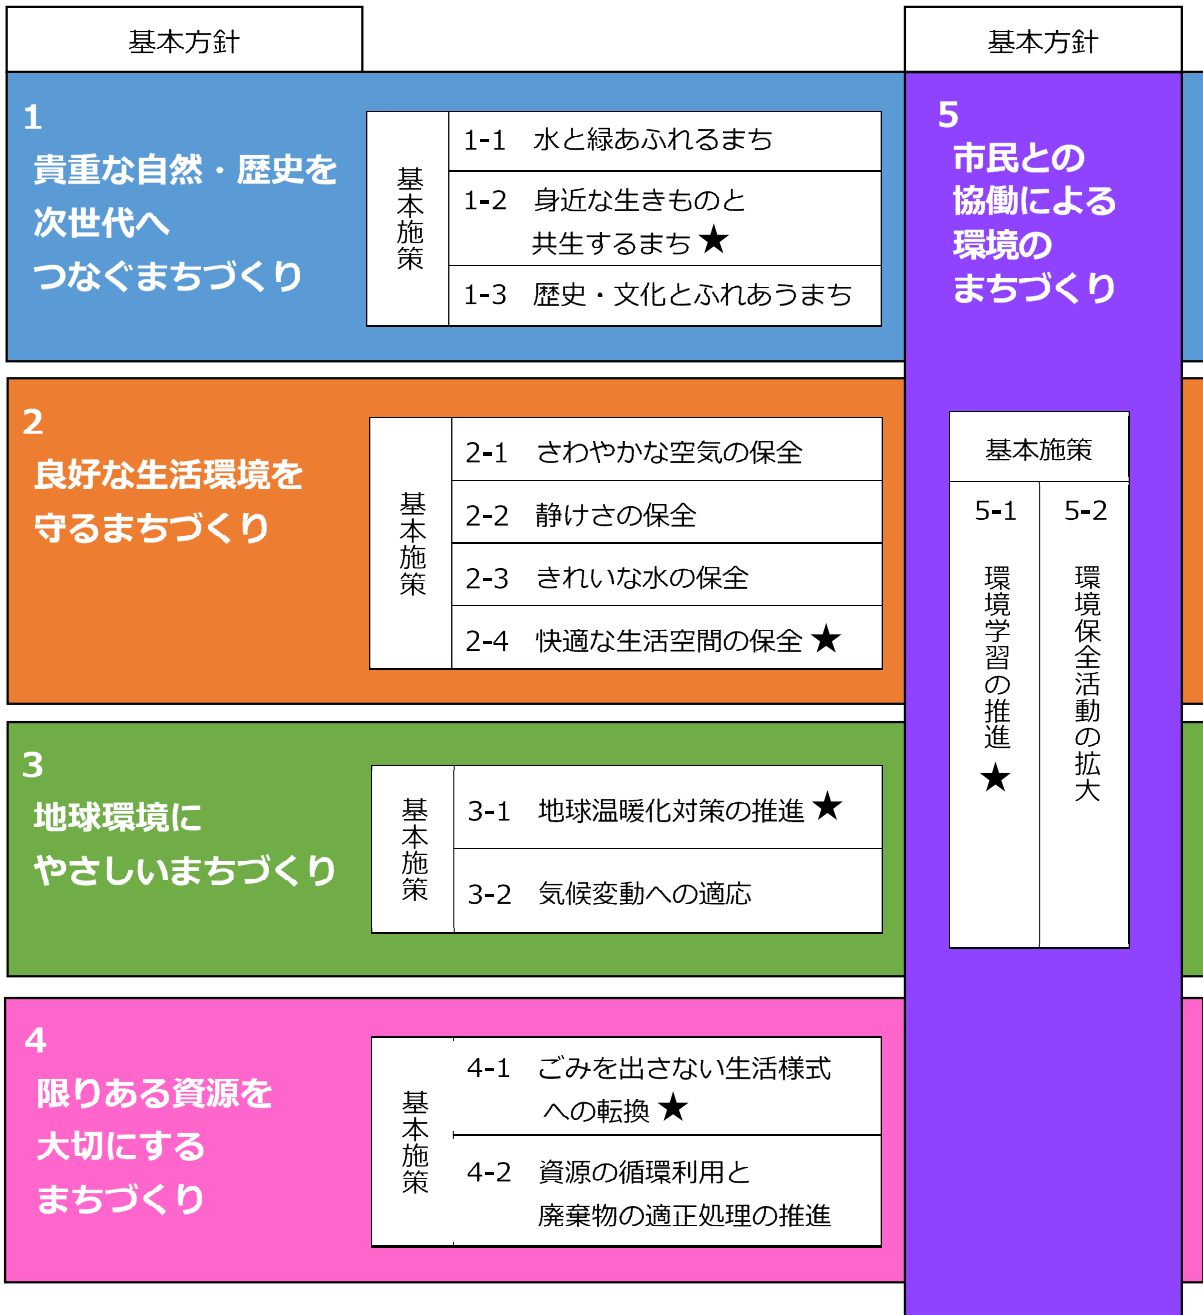 基本方針
1
貴重な自然・歴史を
次世代へ
つなぐまちづくり
基本施策
1-1 水と緑あふれるまち
1-2 身近な生きものと
共生するまち ★
1-3 歴史・文化とふれあうまち
2
良好な生活環境を
守るまちづくり
基本施策
2-1 さわやかな空気の保全
2-2 静けさの保全
2-3 きれいな水の保全
2-4 快適な生活空間の保全 ★
3
地球環境に
やさしいまちづくり
基本施策
3-1 地球温暖化対策の推進 ★
3-2 気候変動への適応
4
限りある資源を
大切にする
まちづくり
基本施策
4-1 ごみを出さない生活様式
への転換 ★
4-2 資源の循環利用と
廃棄物の適正処理の推進
基本方針
5
市民との
協働による
環境の
まちづくり
基本施策
5-1 環境学習の推進 ★
5-2 環境保全活動の拡大